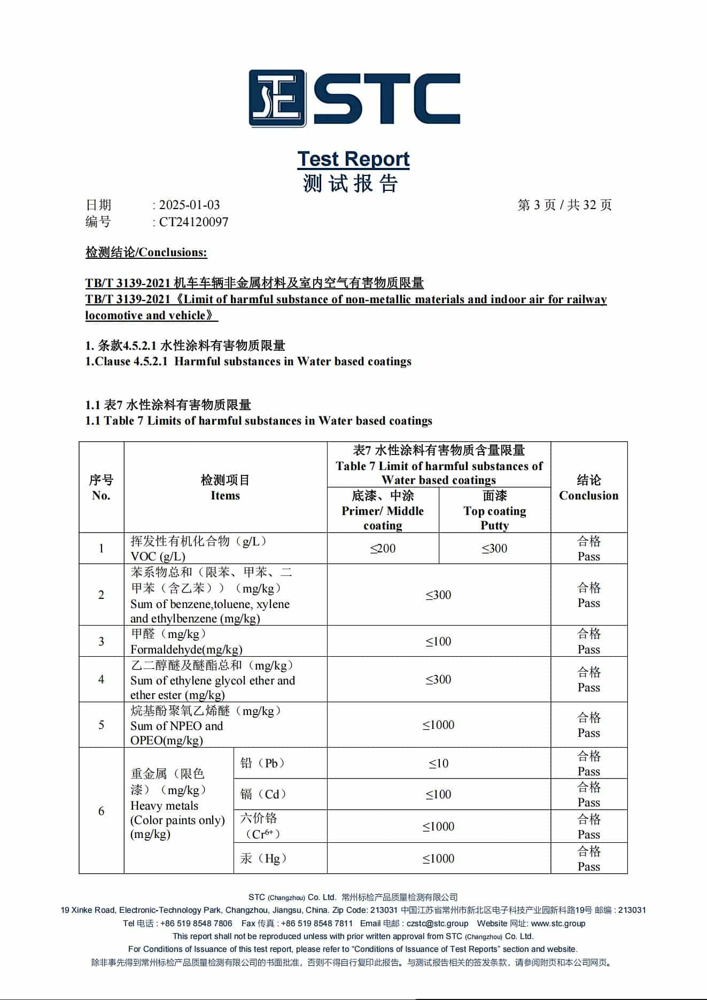 STC
Test Report
测试报告
日期 : 2025-01-03 第 3 页 / 共 32 页
编号 : CT24120097
检测结论/Conclusions:
TB/T 3139-2021 机车车辆非金属材料及室内空气有害物质限量
TB/T 3139-2021《Limit of harmful substance of non-metallic materials and indoor air for railway
locomotive and vehicle》
1. 条款4.5.2.1 水性涂料有害物质限量
1.Clause 4.5.2.1 Harmful substances in Water based coatings
1.1 表7 水性涂料有害物质限量
1.1 Table 7 Limits of harmful substances in Water based coatings
序号
No.
检测项目
Items
表7 水性涂料有害物质含量限量
Table 7 Limit of harmful substances of
Water based coatings
底漆、中涂
Primer/ Middle
coating
面漆
Top coating
Putty
结论
Conclusion
1
挥发性有机化合物（g/L）
VOC (g/L)
≤200
≤300
合格
Pass
2
苯系物总和（限苯、甲苯、二
甲苯（含乙苯））（mg/kg）
Sum of benzene,toluene, xylene
and ethylbenzene (mg/kg)
≤300
合格
Pass
3
甲醛（mg/kg）
Formaldehyde(mg/kg)
≤100
合格
Pass
4
乙二醇醚及醚酯总和（mg/kg）
Sum of ethylene glycol ether and
ether ester (mg/kg)
≤300
合格
Pass
5
烷基酚聚氧乙烯醚（mg/kg）
Sum of NPEO and
OPEO(mg/kg)
≤1000
合格
Pass
6
重金属（限色
漆）（mg/kg）
Heavy metals
(Color paints only)
(mg/kg)
铅（Pb）
≤10
合格
Pass
镉（Cd）
≤100
合格
Pass
六价铬
（Cr6+）
≤1000
合格
Pass
汞（Hg）
≤1000
合格
Pass
STC (Changzhou) Co. Ltd. 常州标检产品质量检测有限公司
19 Xinke Road, Electronic-Technology Park, Changzhou, Jiangsu, China. Zip Code: 213031 中国江苏省常州市新北区电子科技产业园新科路19号 邮编 : 213031
Tel 电话 : +86 519 8548 7806 Fax 传真 : +86 519 8548 7811 Email 电邮 : czstc@stc.group Website 网址: www.stc.group
This report shall not be reproduced unless with prior written approval from STC (Changzhou) Co. Ltd.
For Conditions of Issuance of this test report, please refer to “Conditions of Issuance of Test Reports” section and website.
除非事先得到常州标检产品质量检测有限公司的书面批准，否则不得自行复印此报告。与测试报告相关的签发条款，请参阅附页和本公司网页。